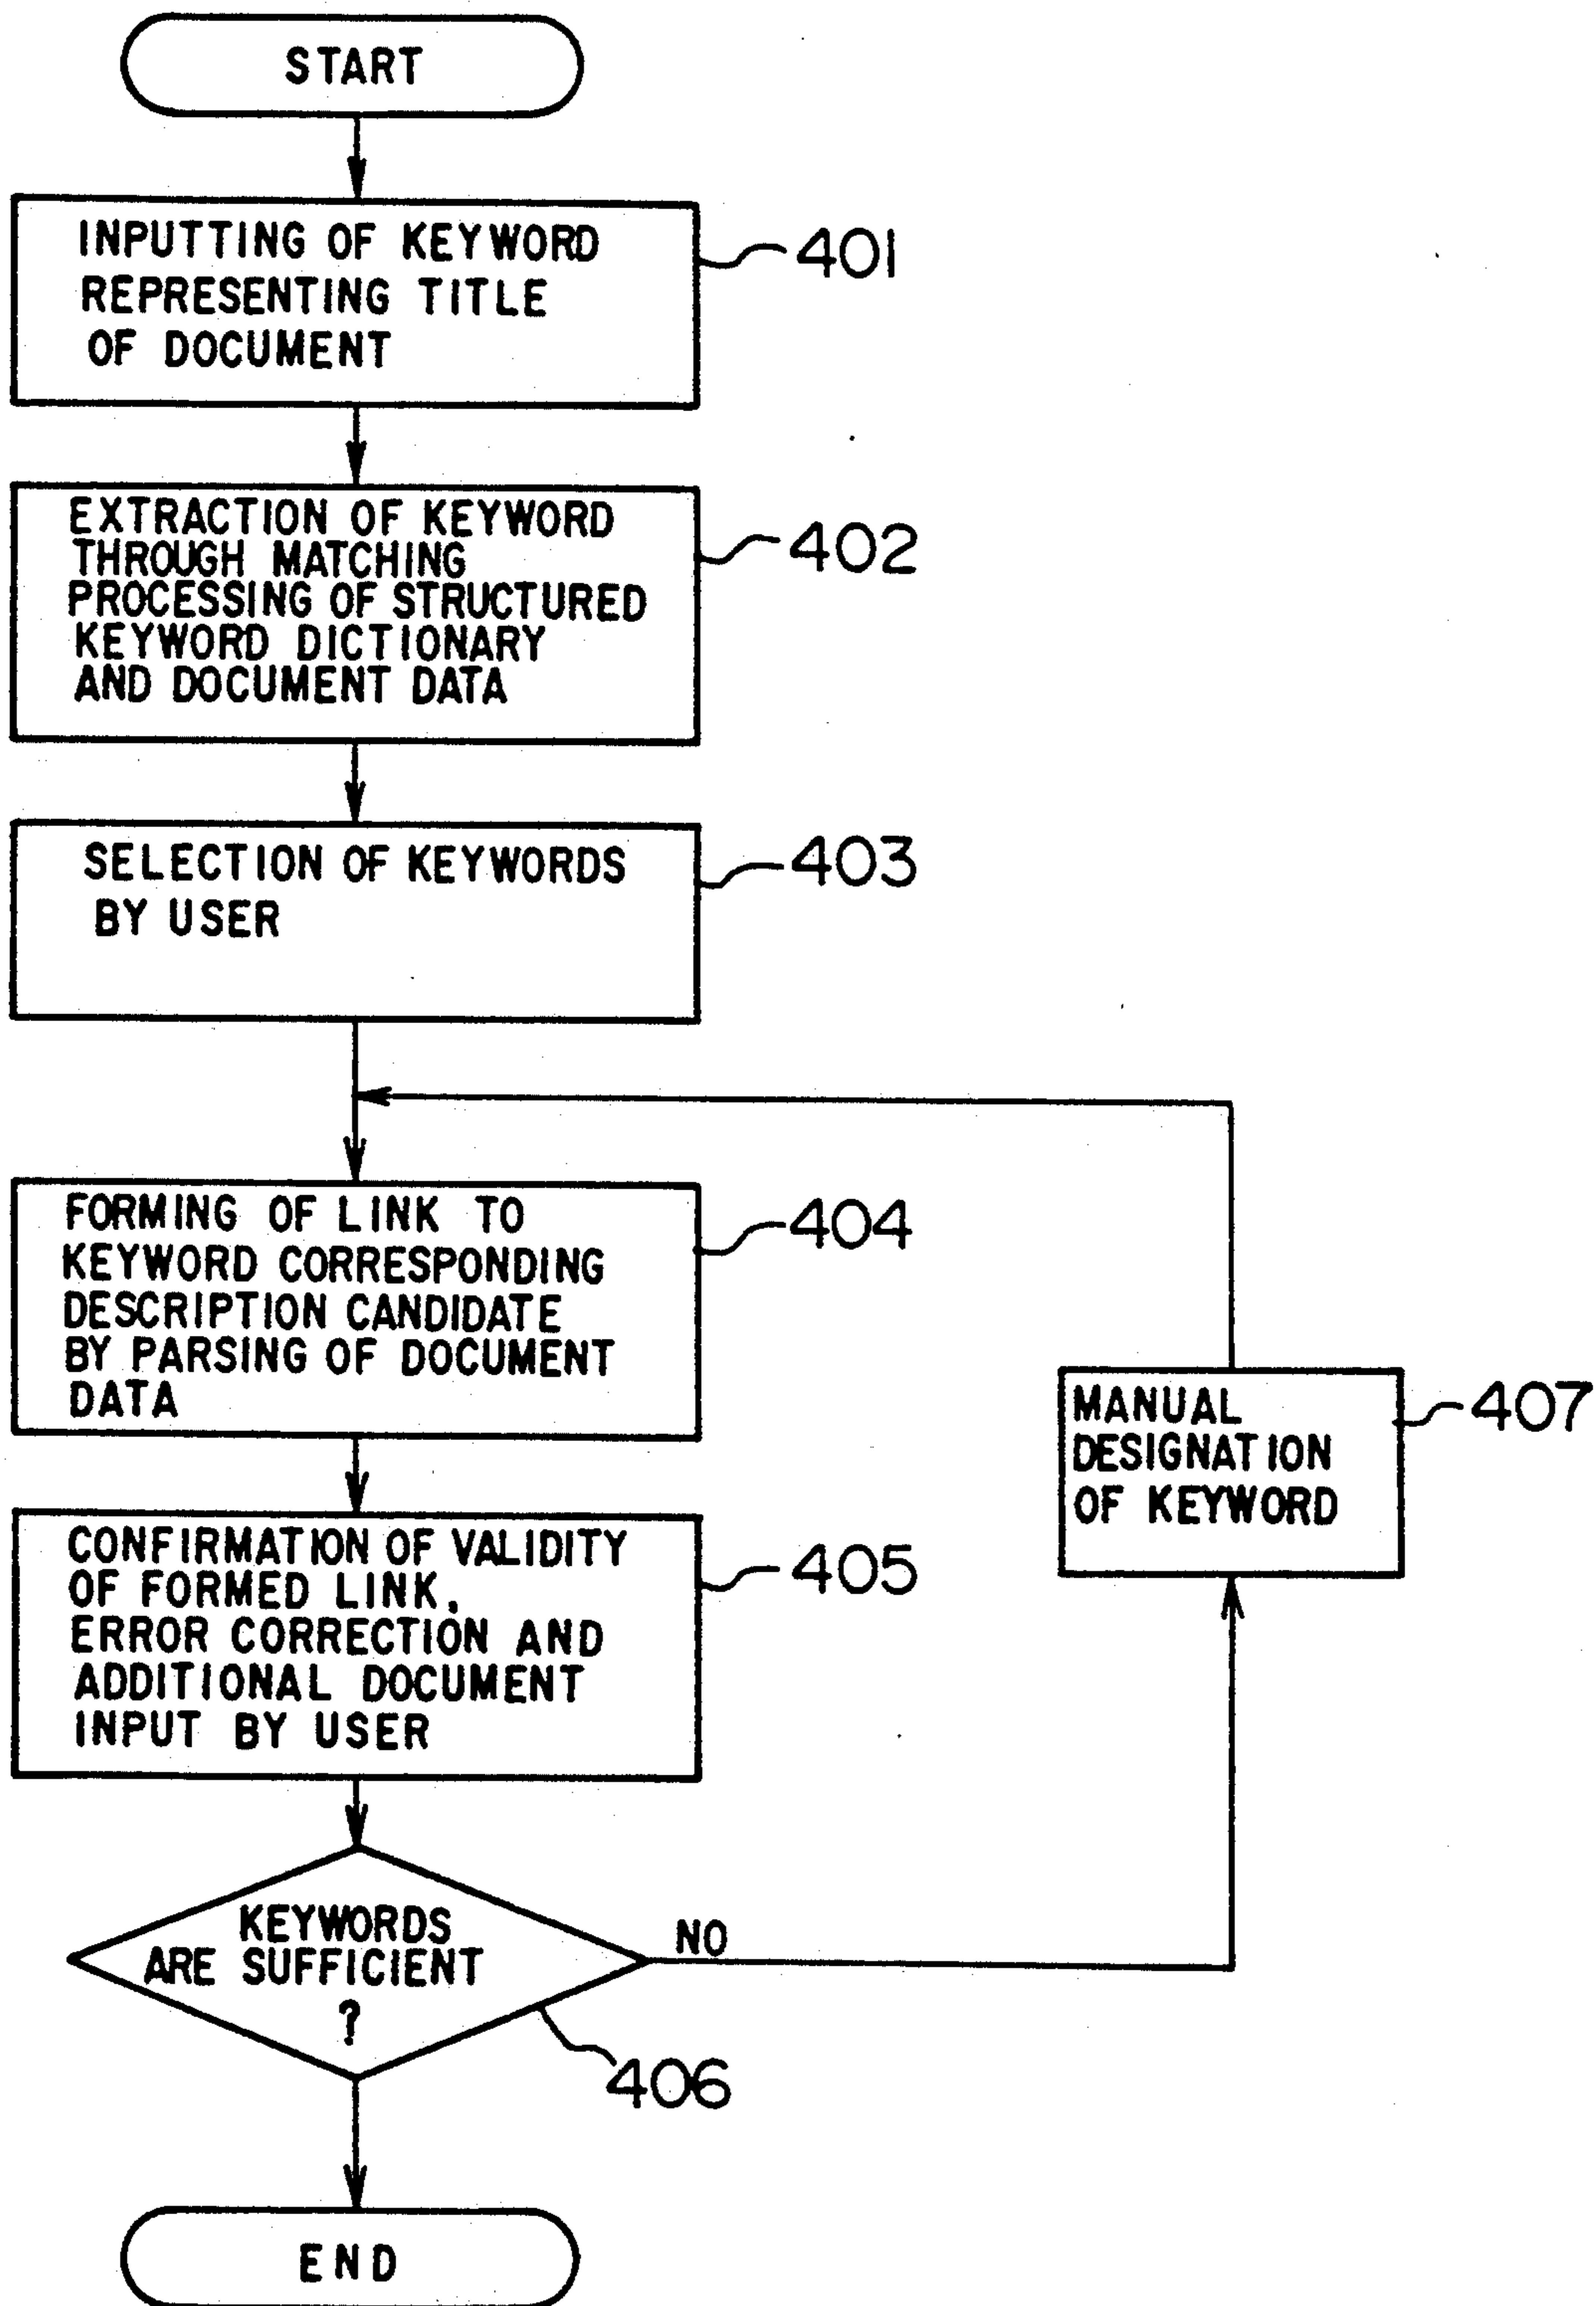 START
INPUTTING OF KEYWORD
REPRESENTING TITLE
OF DOCUMENT
401
EXTRACTION OF KEYWORD
THROUGH MATCHING
PROCESSING OF STRUCTURED
KEYWORD DICTIONARY
AND DOCUMENT DATA
402
SELECTION OF KEYWORDS
BY USER
403
FORMING OF LINK TO
KEYWORD CORRESPONDING
DESCRIPTION CANDIDATE
BY PARSING OF DOCUMENT
DATA
404
MANUAL
DESIGNATION
OF KEYWORD
407
CONFIRMATION OF VALIDITY
OF FORMED LINK,
ERROR CORRECTION AND
ADDITIONAL DOCUMENT
INPUT BY USER
405
KEYWORDS
ARE SUFFICIENT
?
NO
406
END